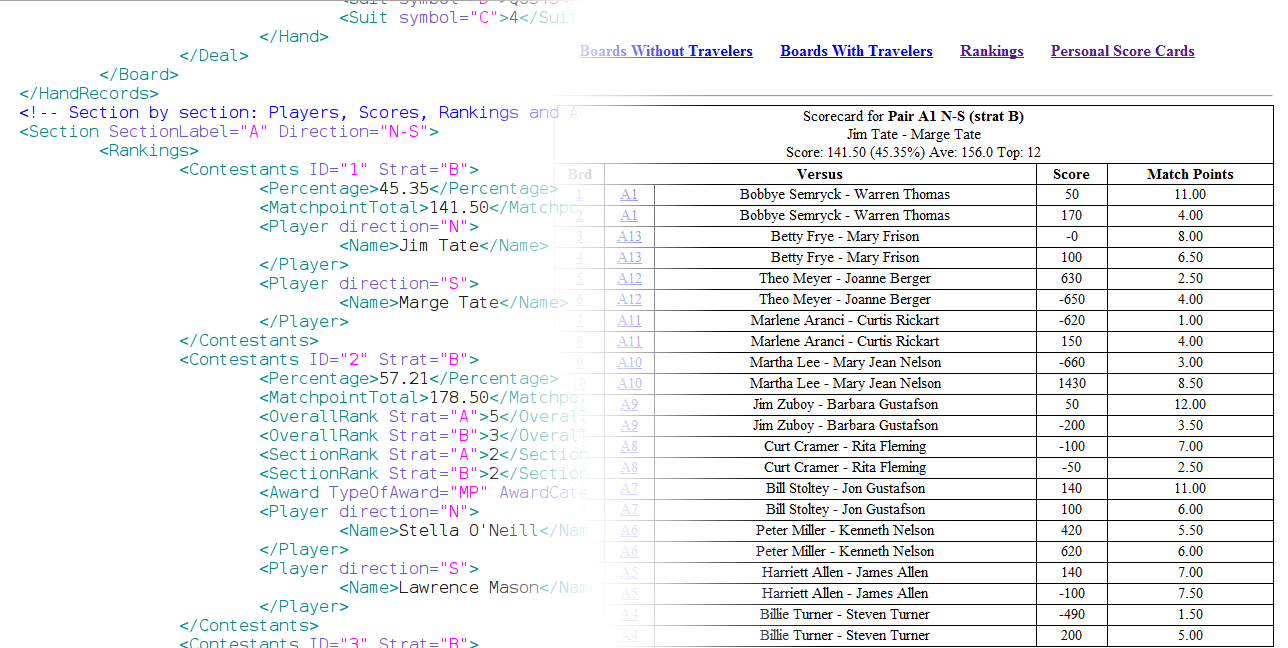 <Suit symbol="C">4</Suit
</Hand>
</Deal>
</Board>
</HandRecords>
<!-- Section by section: Players, Scores, Rankings and
<Section SectionLabel="A" Direction="N-S">
<Rankings>
<Contestants ID="1" Strat="B">
<Percentage>45.35</Percentage>
<MatchpointTotal>141.50</Matchpo
<Player direction="N">
<Name>Jim Tate</Name>
</Player>
<Player direction="S">
<Name>Marge Tate</Name>
</Player>
</Contestants>
<Contestants ID="2" Strat="B">
<Percentage>57.21</Percentage>
<MatchpointTotal>178.50</Matchpo
<OverallRank Strat="A">5</Overall
<OverallRank Strat="B">3</Overall
<SectionRank Strat="A">2</Section
<SectionRank Strat="B">2</Section
<Award TypeOfAward="MP" AwardCate
<Player direction="N">
<Name>Stella O'Neill</Nam
</Player>
<Player direction="S">
<Name>Lawrence Mason</Nam
</Player>
</Contestants>
<Contestants ID="3" Strat="B">
Boards Without Travelers Boards With Travelers Rankings Personal Score Cards
Scorecard for Pair A1 N-S (strat B)
Jim Tate - Marge Tate
Score: 141.50 (45.35%) Ave: 156.0 Top: 12
Brd Versus Score Match Points
1 A1 Bobbye Semryck - Warren Thomas 50 11.00
2 A1 Bobbye Semryck - Warren Thomas 170 4.00
3 A13 Betty Frye - Mary Frison -0 8.00
4 A13 Betty Frye - Mary Frison 100 6.50
5 A12 Theo Meyer - Joanne Berger 630 2.50
6 A12 Theo Meyer - Joanne Berger -650 4.00
7 A11 Marlene Aranci - Curtis Rickart -620 1.00
8 A11 Marlene Aranci - Curtis Rickart 150 4.00
9 A10 Martha Lee - Mary Jean Nelson -660 3.00
10 A10 Martha Lee - Mary Jean Nelson 1430 8.50
A9 Jim Zuboy - Barbara Gustafson 50 12.00
A9 Jim Zuboy - Barbara Gustafson -200 3.50
A8 Curt Cramer - Rita Fleming -100 7.00
A8 Curt Cramer - Rita Fleming -50 2.50
A7 Bill Stoltey - Jon Gustafson 140 11.00
A7 Bill Stoltey - Jon Gustafson 100 6.00
A6 Peter Miller - Kenneth Nelson 420 5.50
A6 Peter Miller - Kenneth Nelson 620 6.00
A5 Harriett Allen - James Allen 140 7.00
A5 Harriett Allen - James Allen -100 7.50
A4 Billie Turner - Steven Turner -490 1.50
A4 Billie Turner - Steven Turner 200 5.00